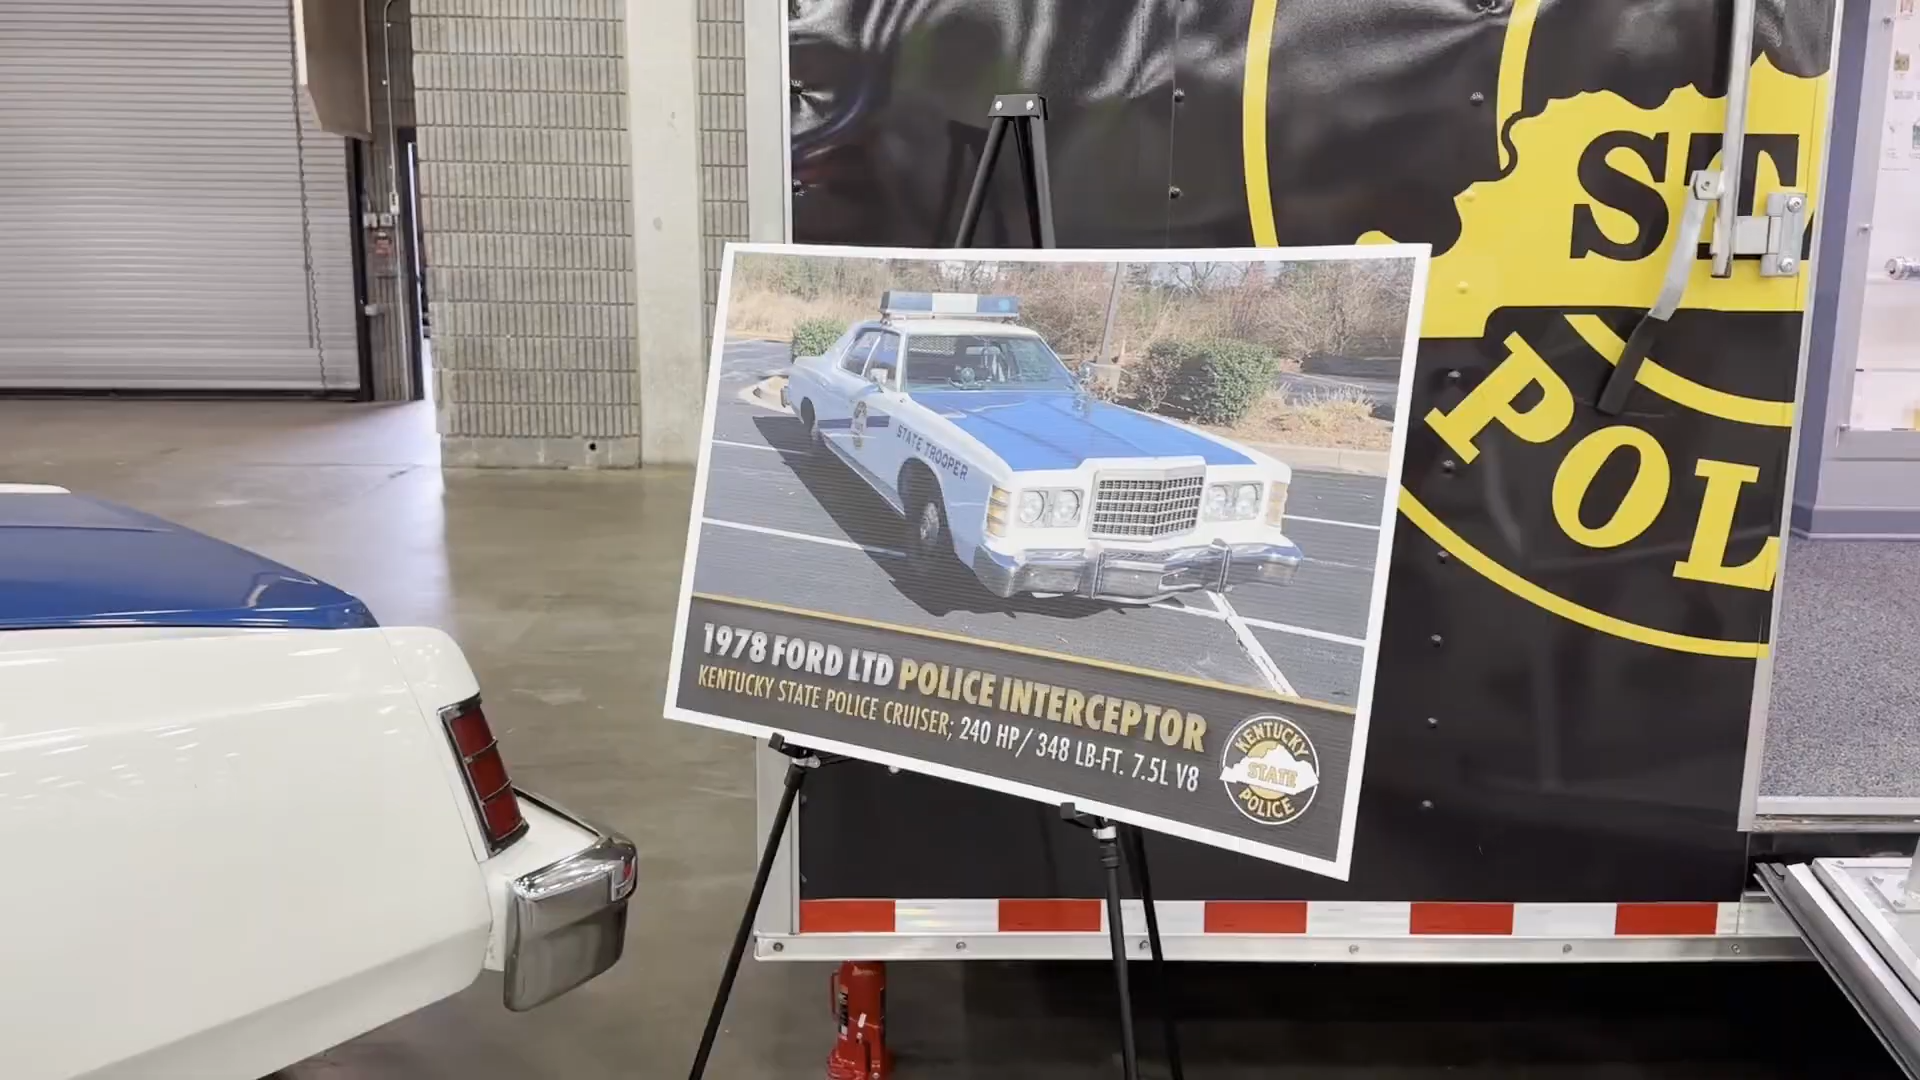 ST
POL
STATE TROOPER
1978 FORD LTD POLICE INTERCEPTOR
KENTUCKY STATE POLICE CRUISER; 240 HP/ 348 LB-FT. 7.5L V8
KENTUCKY
STATE
POLICE